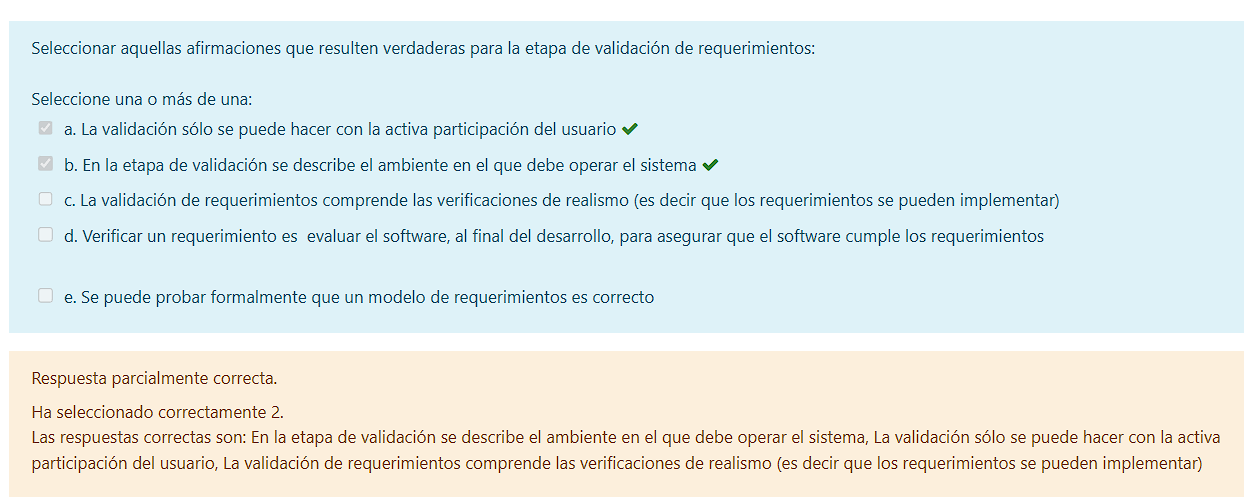 Seleccionar aquellas afirmaciones que resulten verdaderas para la etapa de validación de requerimientos:
Seleccione una o más de una:
a. La validación sólo se puede hacer con la activa participación del usuario
b. En la etapa de validación se describe el ambiente en el que debe operar el sistema
c. La validación de requerimientos comprende las verificaciones de realismo (es decir que los requerimientos se pueden implementar)
d. Verificar un requerimiento es evaluar el software, al final del desarrollo, para asegurar que el software cumple los requerimientos
e. Se puede probar formalmente que un modelo de requerimientos es correcto
Respuesta parcialmente correcta.
Ha seleccionado correctamente 2.
Las respuestas correctas son: En la etapa de validación se describe el ambiente en el que debe operar el sistema, La validación sólo se puede hacer con la activa
participación del usuario, La validación de requerimientos comprende las verificaciones de realismo (es decir que los requerimientos se pueden implementar)